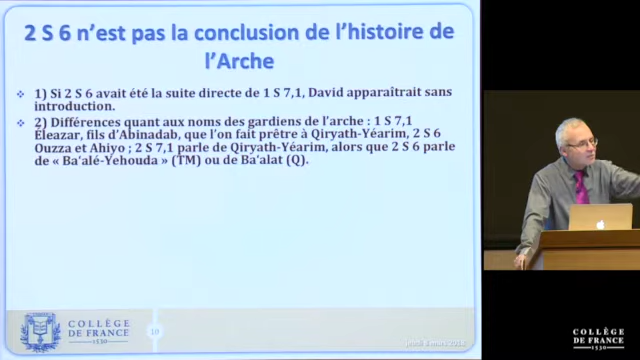 2 S 6 n'est pas la conclusion de l'histoire de
l'Arche
1) Si 2 S 6 avait été la suite directe de 1 S 7,1, David apparaîtrait sans
introduction.
2) Différences quant aux noms des gardiens de l'arche : 1 S 7,1
Eléazar, fils d'Abinadab, que l'on fait prêtre à Qiryath-Yéarim, 2 S 6
Ouzza et Ahiyo ; 2 S 7,1 parle de Qiryath-Yéarim, alors que 2 S 6 parle
de « Ba'alé-Yehouda » (TM) ou de Ba'alat (Q).
COLLÈGE
DE FRANCE
1530
10
COLLÈGE
DE FRANCE
1530